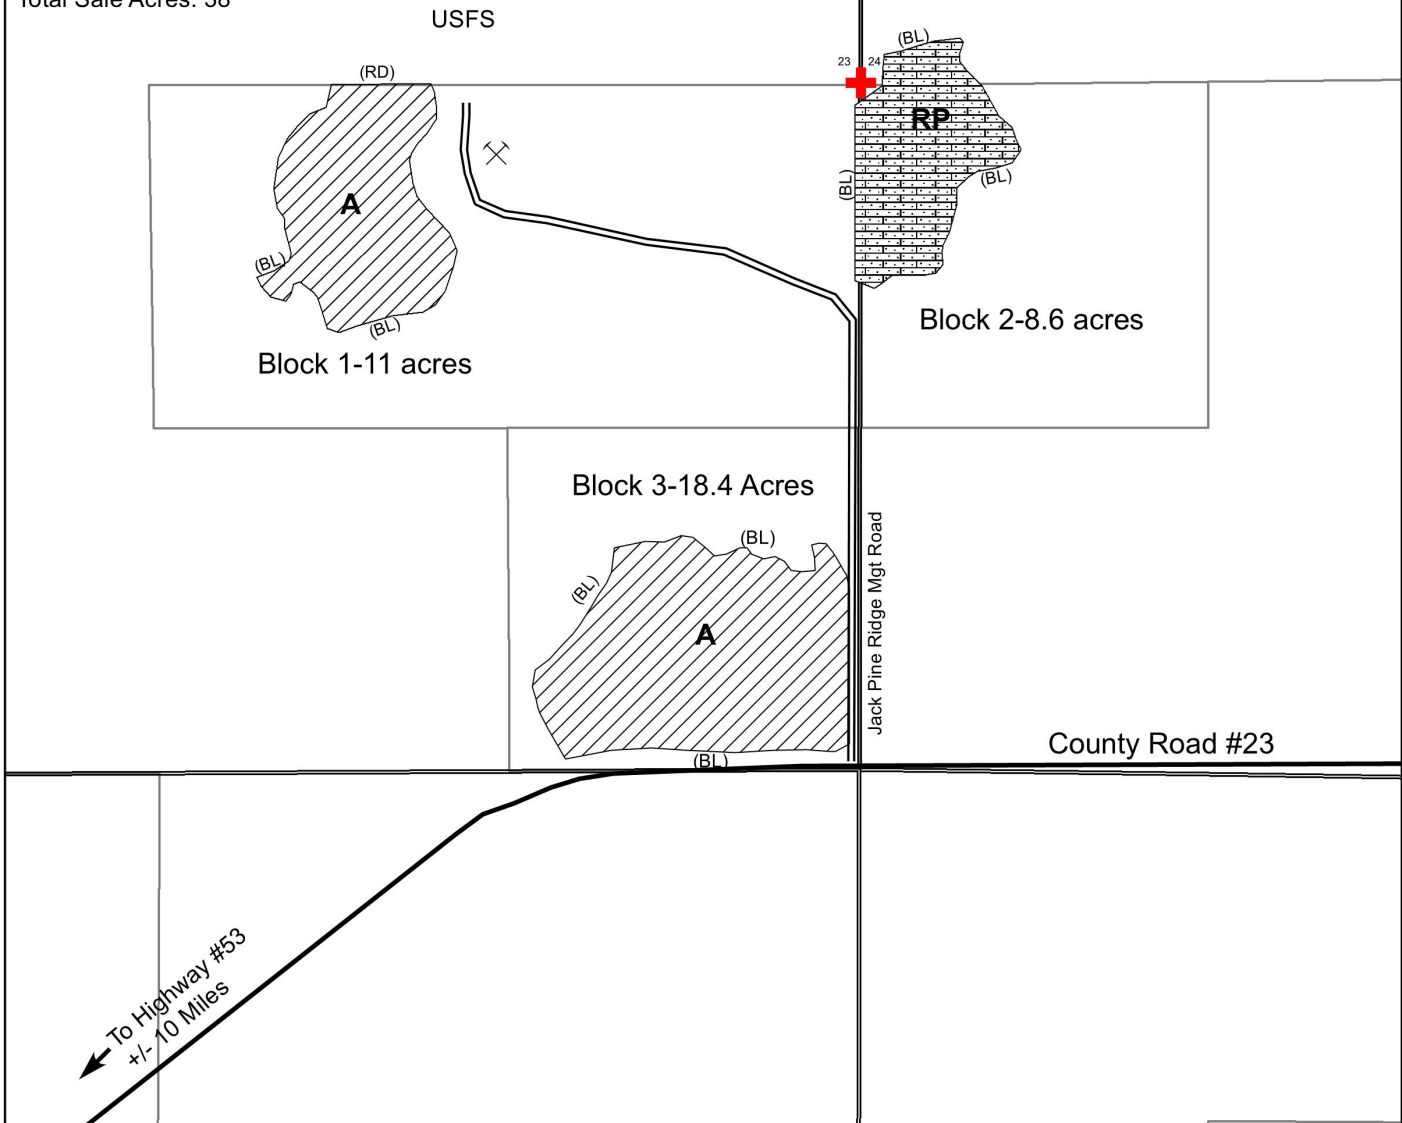 Total Sale Acres: 38
USFS
(BL)
23 24
(RD)
RP
(BL)
(BL)
A
(BL)
(BL)
Block 2-8.6 acres
Block 1-11 acres
Block 3-18.4 Acres
(BL)
(BL)
A
Jack Pine Ridge Mgt Road
County Road #23
(BL)
To Highway #53
+/- 10 Miles